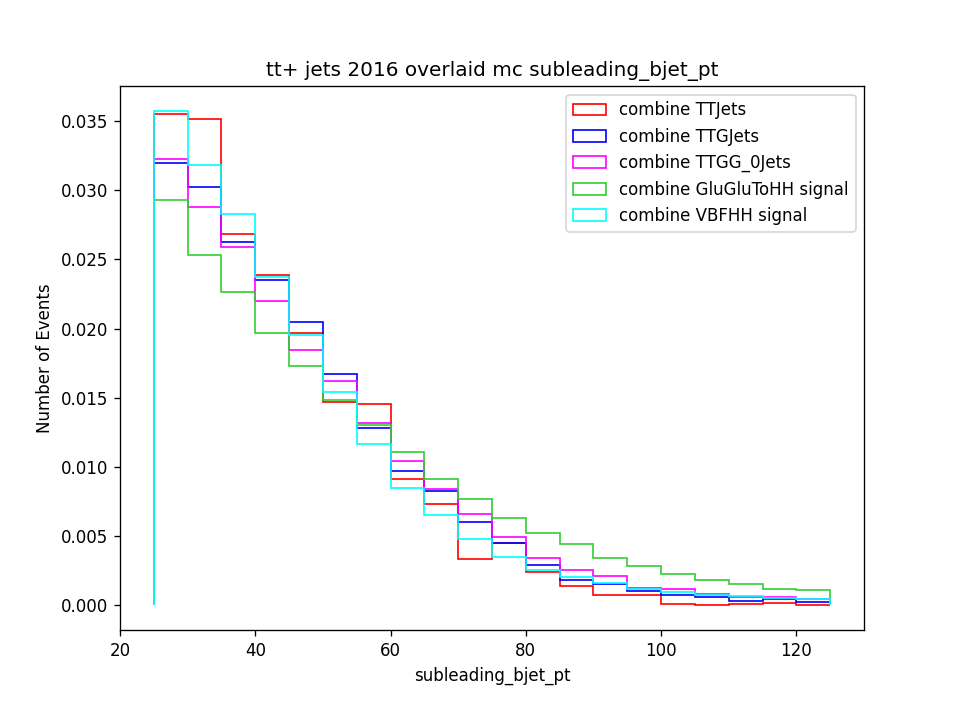 tt+ jets 2016 overlaid mc subleading_bjet_pt
combine TTJets
combine TTGJets
combine TTGG_0Jets
combine GluGluToHH signal
combine VBFHH signal
0.035
0.030
0.025
0.020
0.015
0.010
0.005
0.000
Number of Events
20 40 60 80 100 120
subleading_bjet_pt